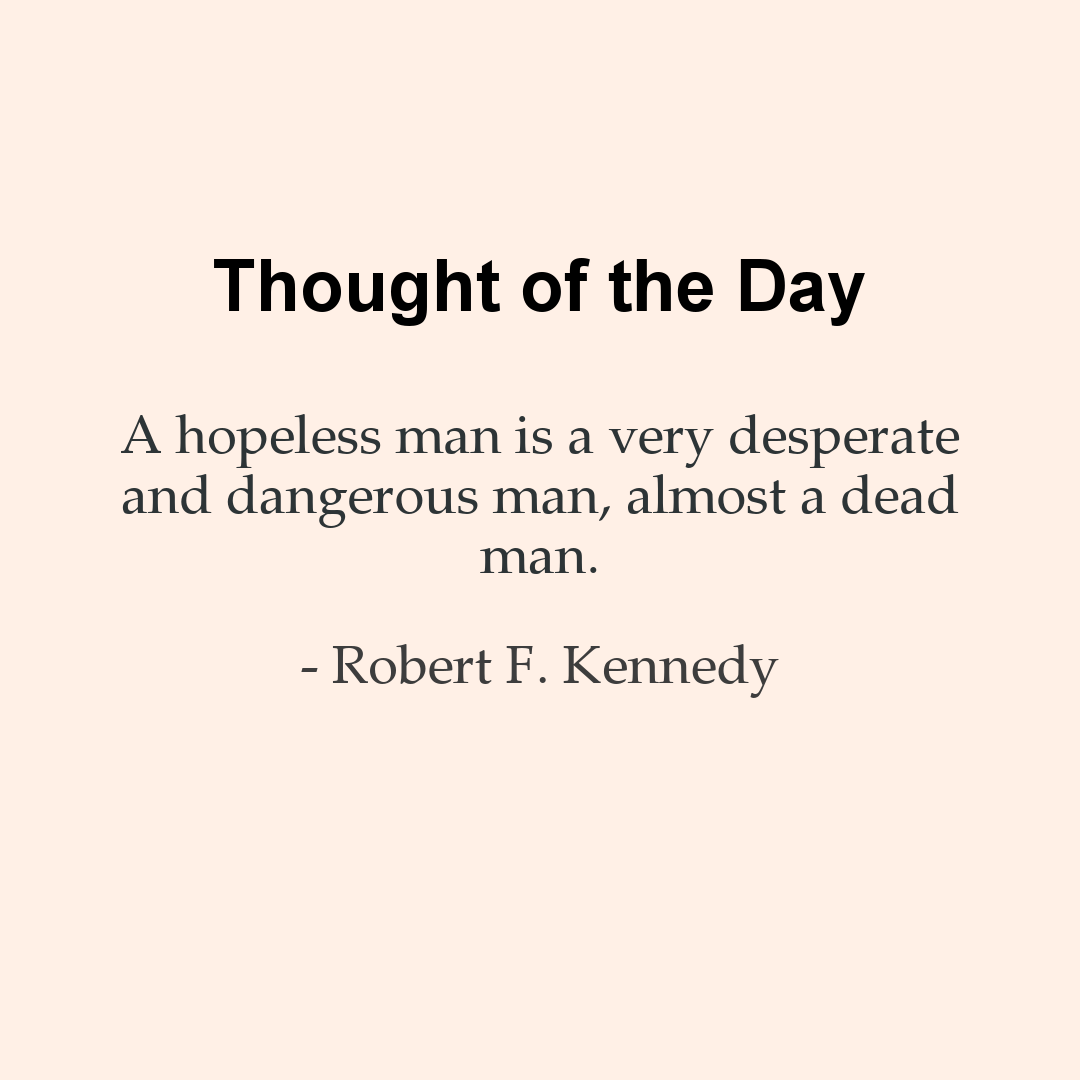 Thought of the Day
A hopeless man is a very desperate
and dangerous man, almost a dead
man.
- Robert F. Kennedy